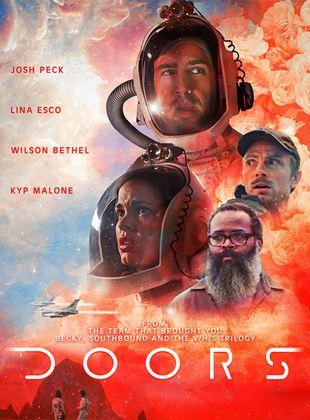 JOSH PECK
LINA ESCO
WILSON BETHEL
KYP MALONE
FROM
THE TEAM THAT BROUGHT YOU
BECKY, SOUTHBOUND AND THE V/H/S TRILOGY
DOORS